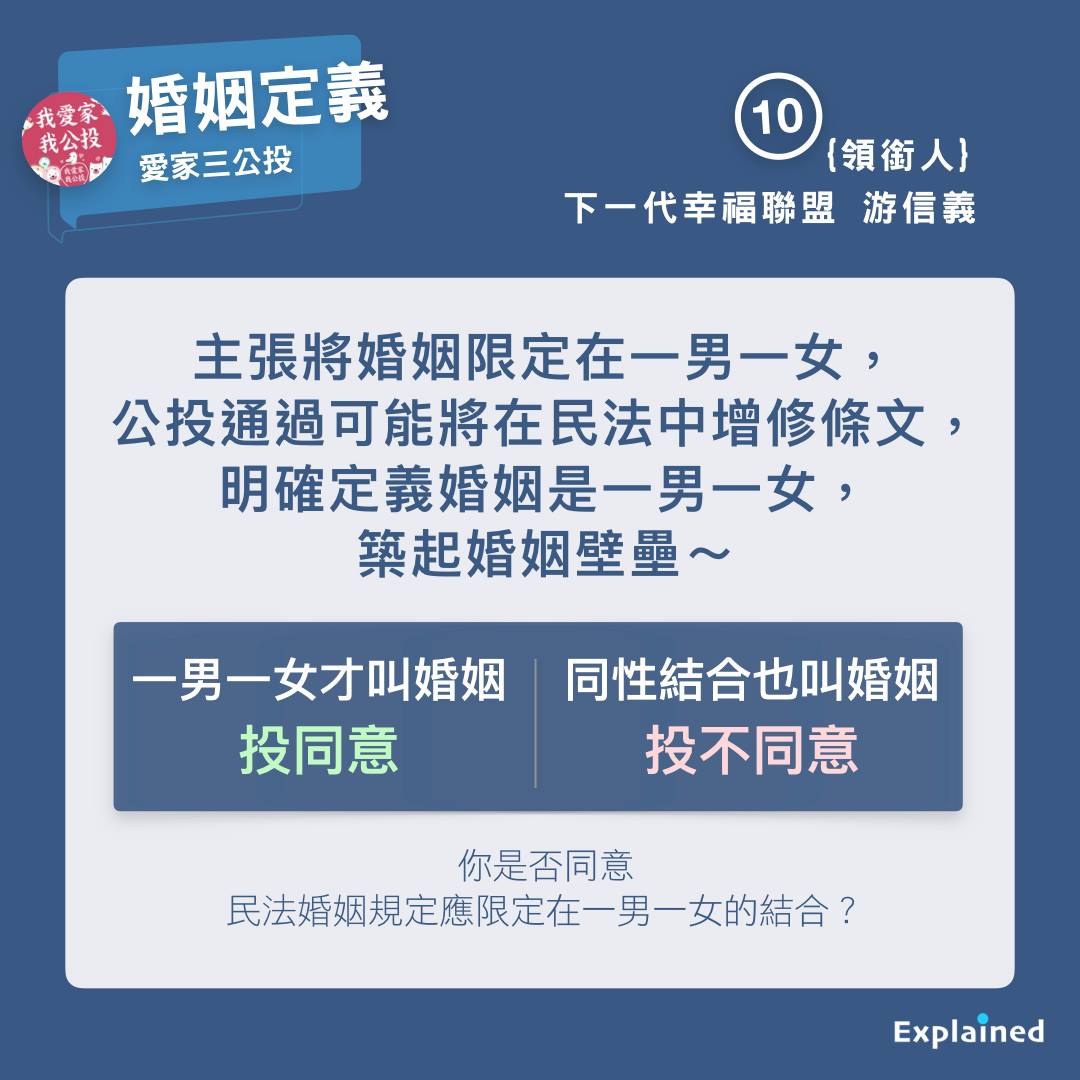 我愛家
我公投
我愛家
我公投
婚姻定義
愛家三公投
10
{領銜人}
下一代幸福聯盟 游信義
主張將婚姻限定在一男一女，
公投通過可能將在民法中增修條文，
明確定義婚姻是一男一女，
築起婚姻壁壘～
一男一女才叫婚姻
投同意
同性結合也叫婚姻
投不同意
你是否同意
民法婚姻規定應限定在一男一女的結合？
Explained